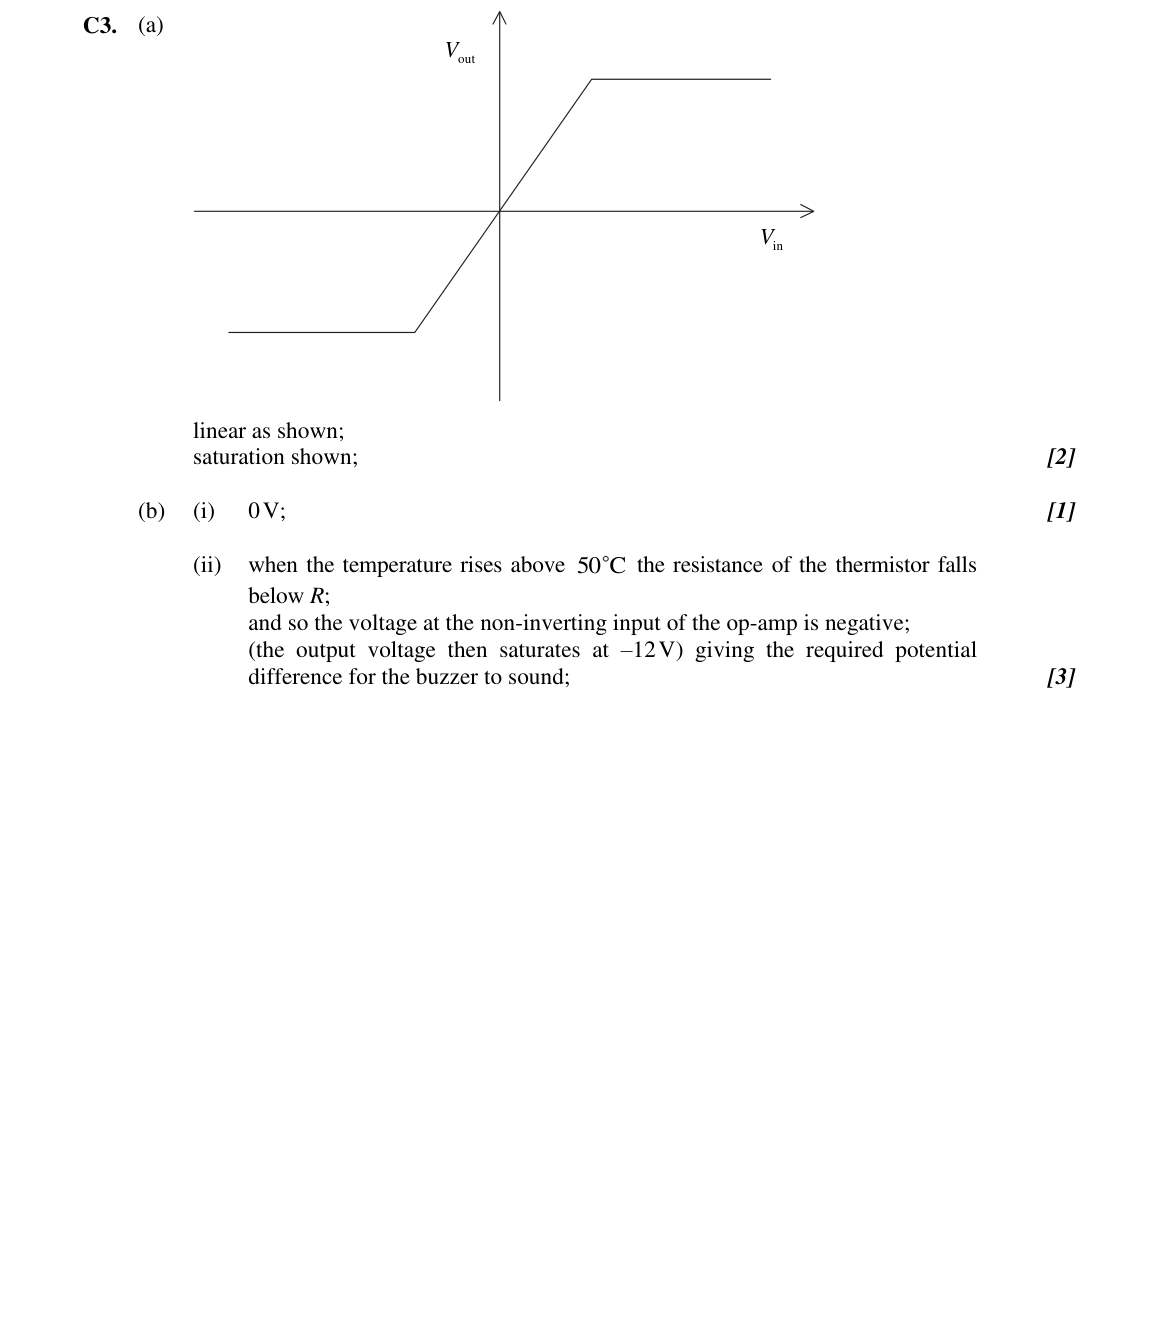 C3. (a)
V_out
V_in
linear as shown;
saturation shown; [2]
(b) (i) 0 V; [1]
(ii) when the temperature rises above 50°C the resistance of the thermistor falls
below R;
and so the voltage at the non-inverting input of the op-amp is negative;
(the output voltage then saturates at –12 V) giving the required potential
difference for the buzzer to sound; [3]